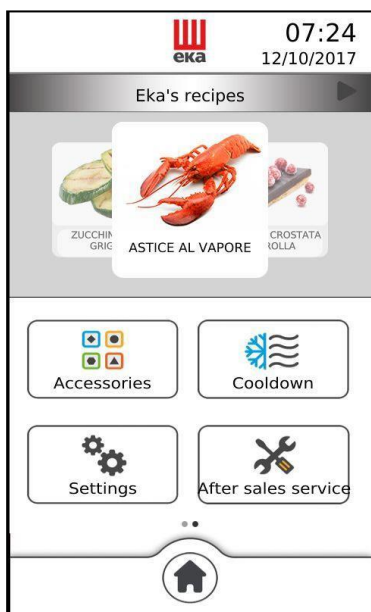 eka
07:24
12/10/2017
Eka's recipes
ZUCCHIN
GRIG
ASTICE AL VAPORE
CROSTATA
ROLLA
Accessories
Cooldown
Settings
After sales service